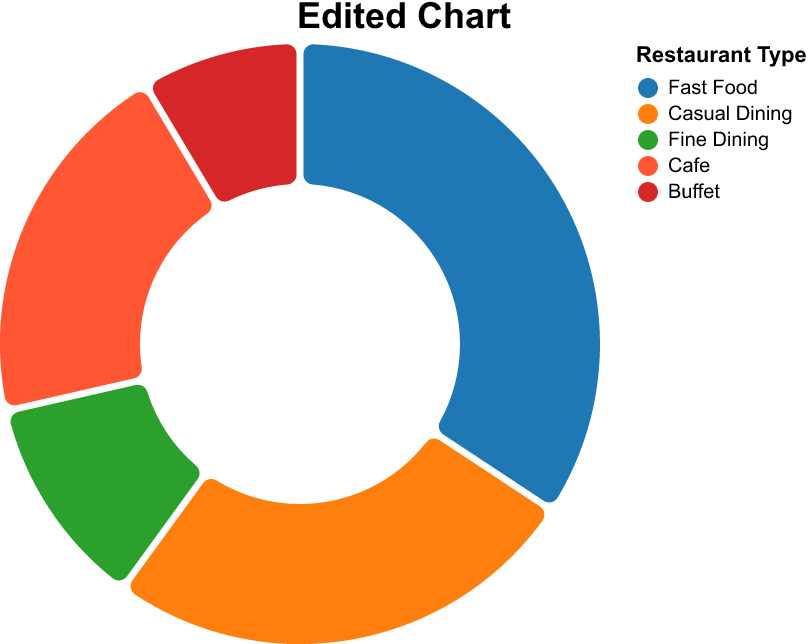 Edited Chart
Restaurant Type
Fast Food
Casual Dining
Fine Dining
Cafe
Buffet